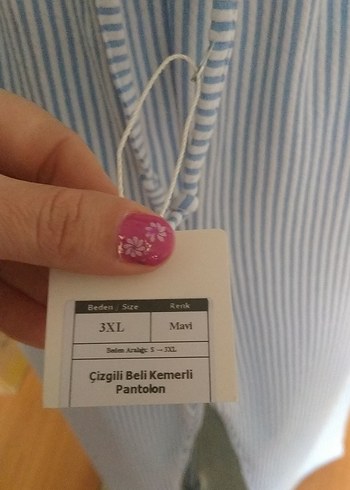 Beden / Size Renk
3XL Mavi
Beden Aralığı: S – 3XL
Çizgili Beli Kemerli
Pantolon